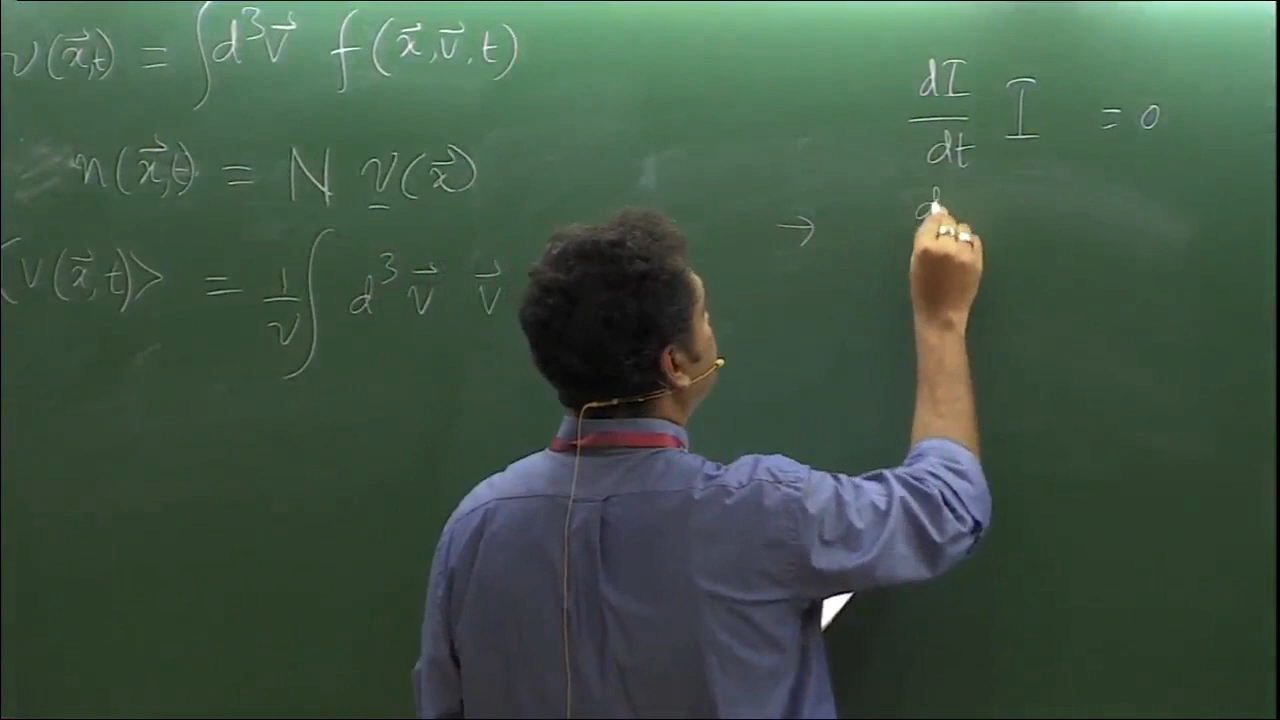 ν(x⃗,t) = ∫d³v⃗ f(x⃗,v⃗,t)
n(x⃗,t) = N ν(x⃗)
⟨v(x⃗,t)⟩ = 1/ν ∫ d³v⃗ v⃗
dI/dt I = 0
→ d